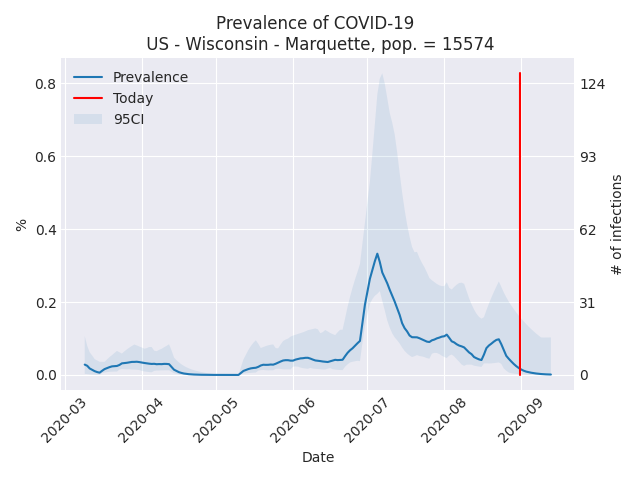 Prevalence of COVID-19
US - Wisconsin - Marquette, pop. = 15574
Prevalence
Today
95CI
0.8
0.6
0.4
0.2
0.0
%
124
93
62
31
0
# of infections
2020-03
2020-04
2020-05
2020-06
2020-07
2020-08
2020-09
Date